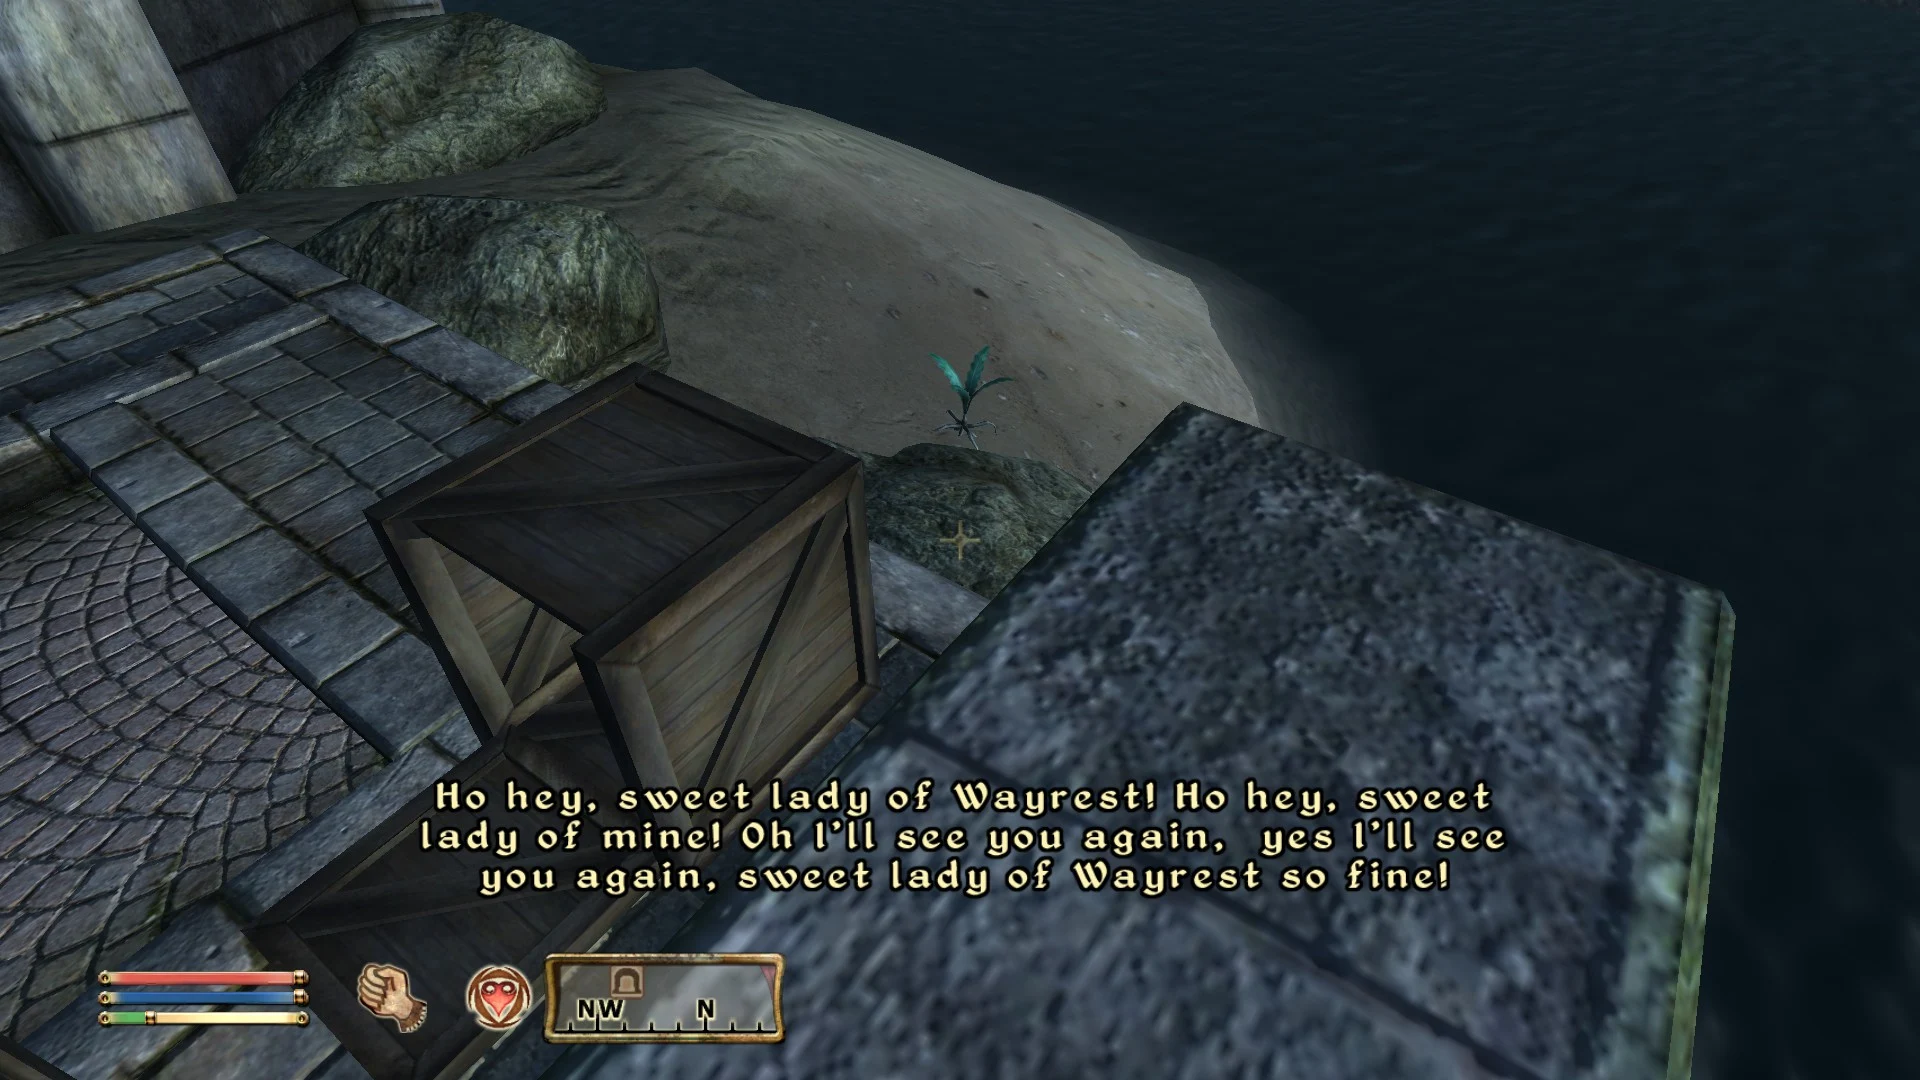 Ho hey, sweet lady of Wayrest! Ho hey, sweet
lady of mine! Oh I'll see you again,  yes I'll see
you again, sweet lady of Wayrest so fine!
NW N